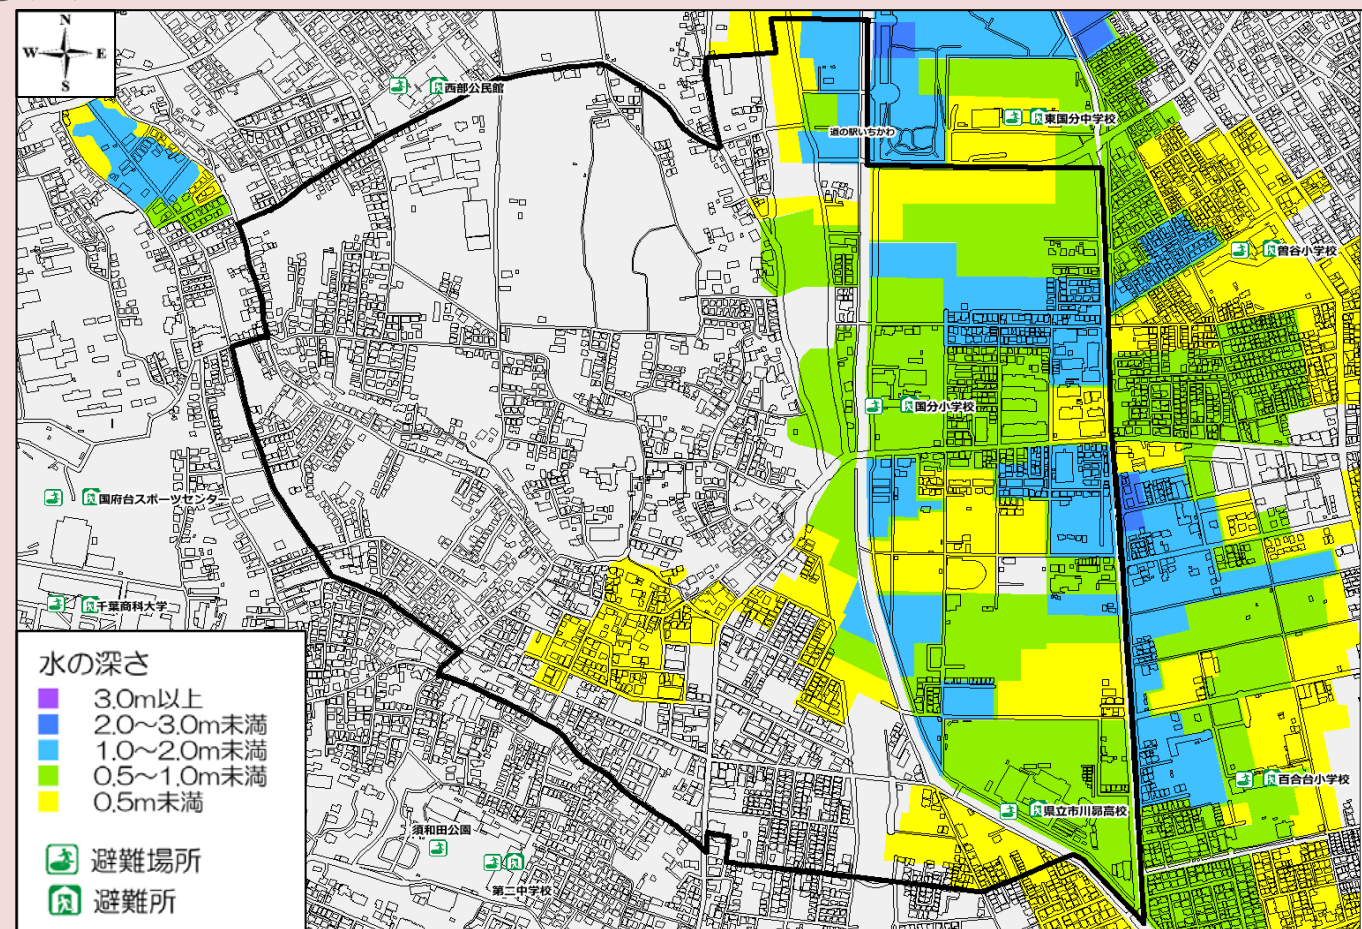 N
W E
S
西部公民館
東国分中学校
道の駅いちかわ
曽谷小学校
国分小学校
国府台スポーツセンター
千葉商科大学
水の深さ
3.0m以上
2.0〜3.0m未満
1.0〜2.0m未満
0.5〜1.0m未満
0.5m未満
避難場所
避難所
百合台小学校
県立市川昴高校
須和田公園
第二中学校